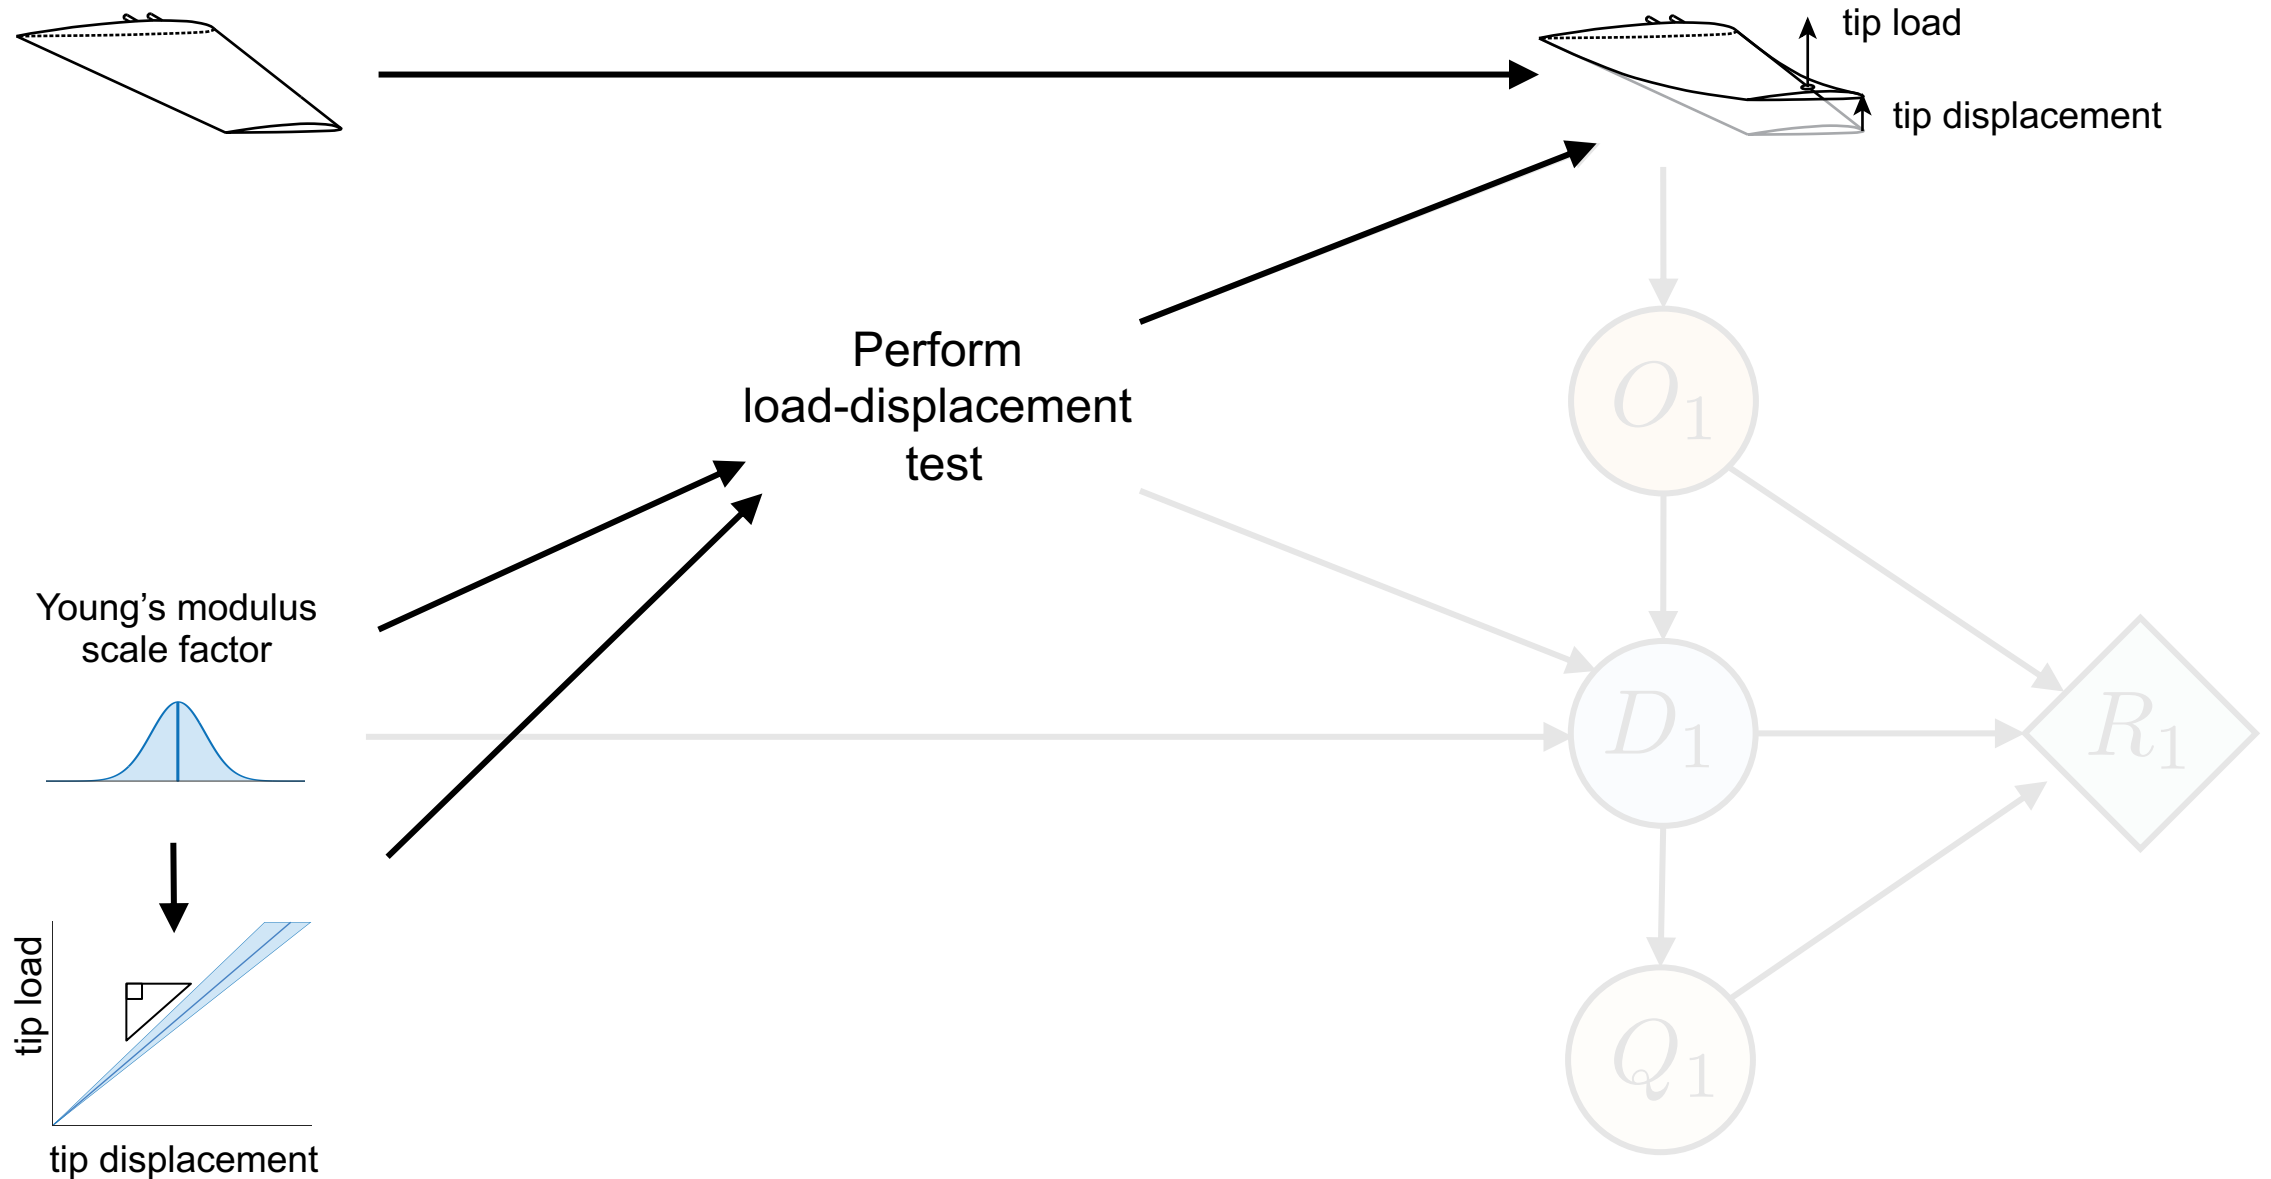 tip load
tip displacement
Perform
load-displacement
test
O₁
Young’s modulus
scale factor
D₁
R₁
tip load
Q₁
tip displacement